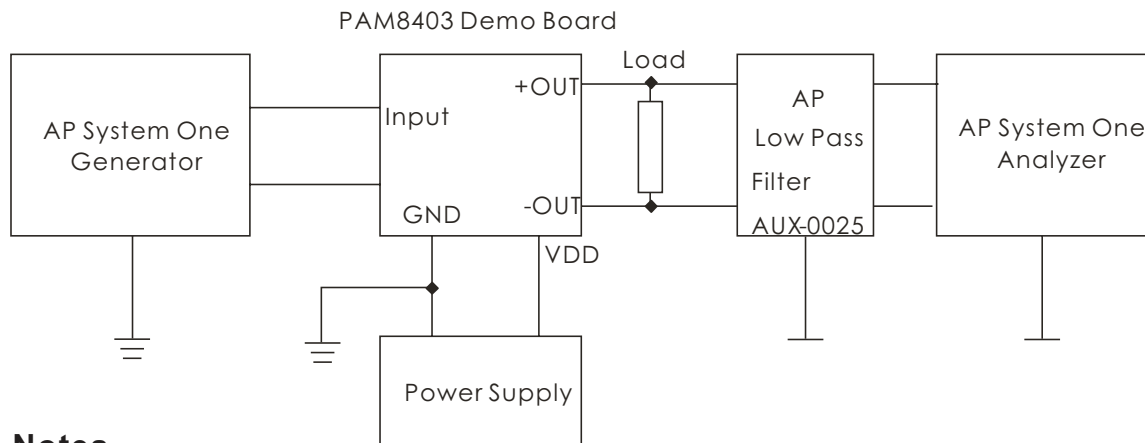 PAM8403 Demo Board
AP System One
Generator
Input
GND
+OUT
-OUT
VDD
Load
AP
Low Pass
Filter
AUX-0025
AP System One
Analyzer
Power Supply
Notes